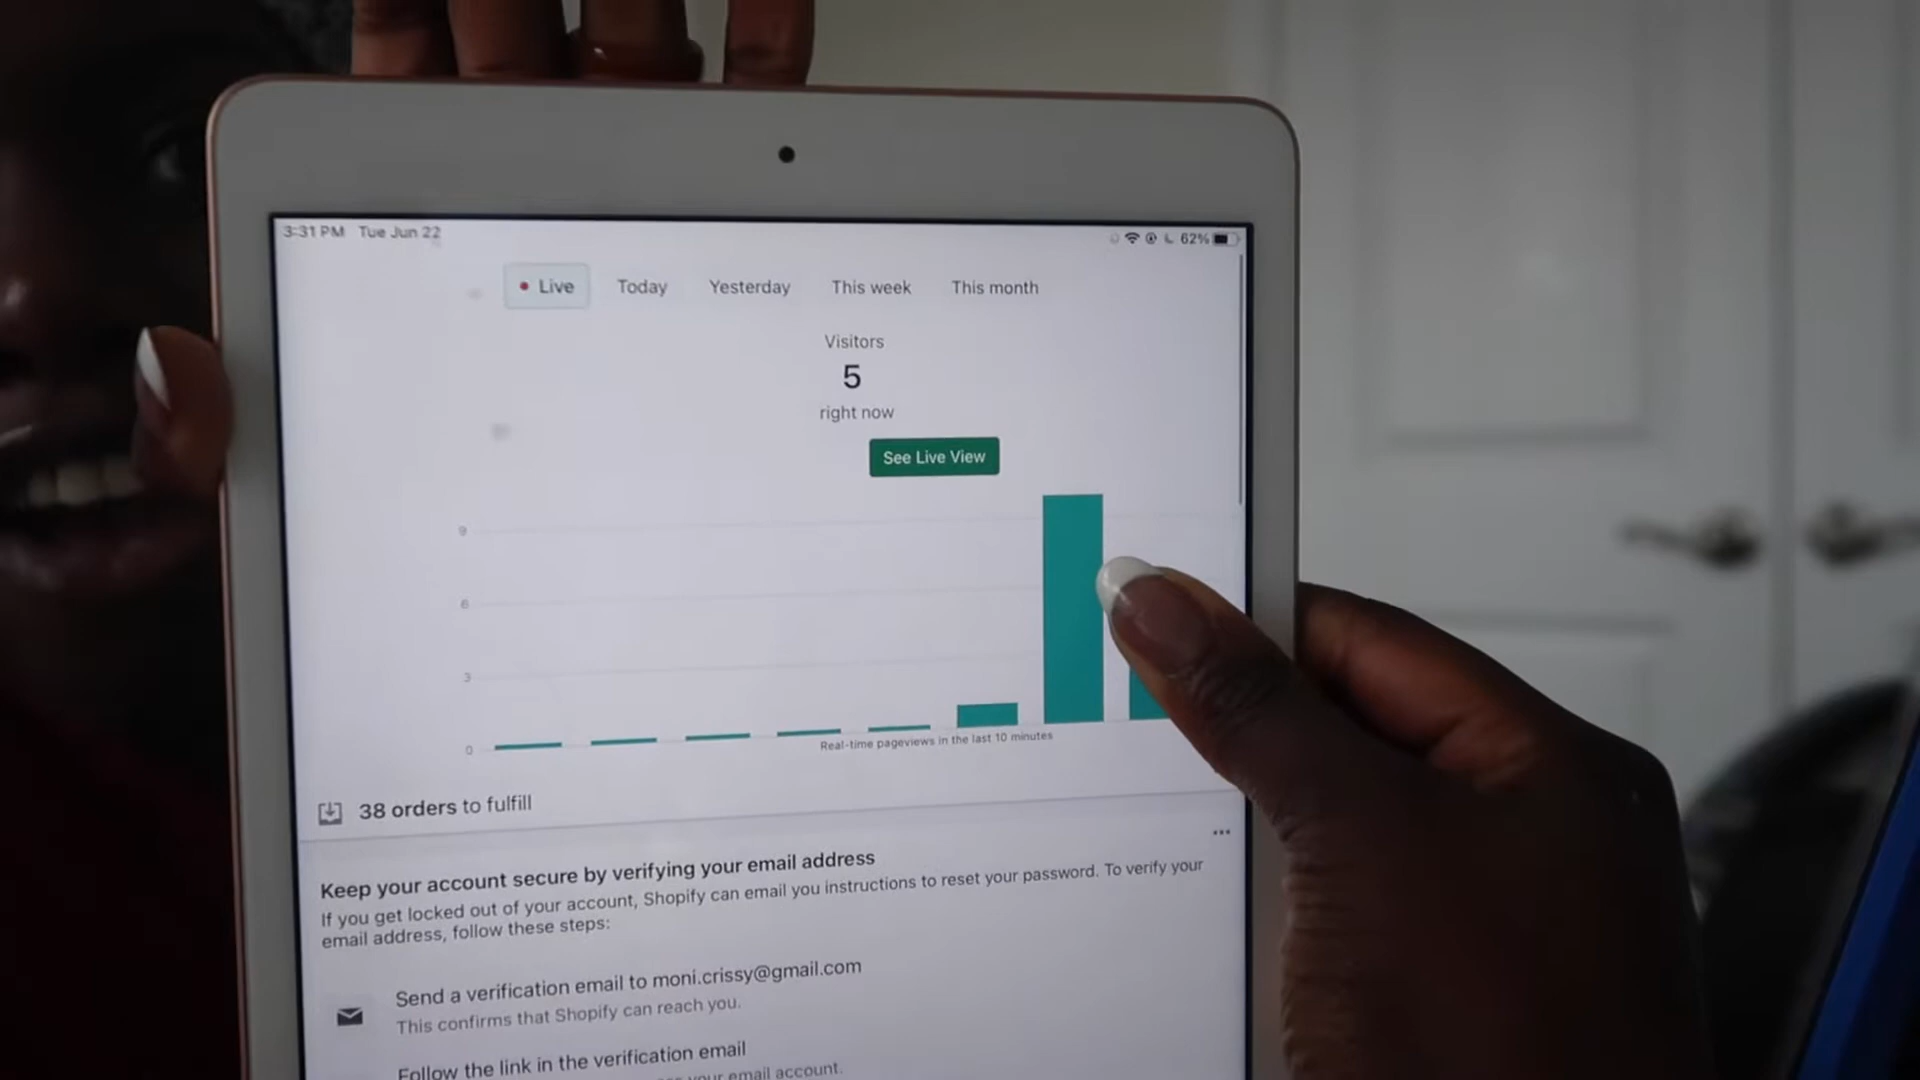 3:31 PM Tue Jun 22
62%
Live Today Yesterday This week This month
Visitors
5
right now
See Live View
9
6
3
0
Real-time pageviews in the last 10 minutes
38 orders to fulfill
Keep your account secure by verifying your email address
If you get locked out of your account, Shopify can email you instructions to reset your password. To verify your
email address, follow these steps:
Send a verification email to moni.crissy@gmail.com
This confirms that Shopify can reach you.
Follow the link in the verification email
your email account.